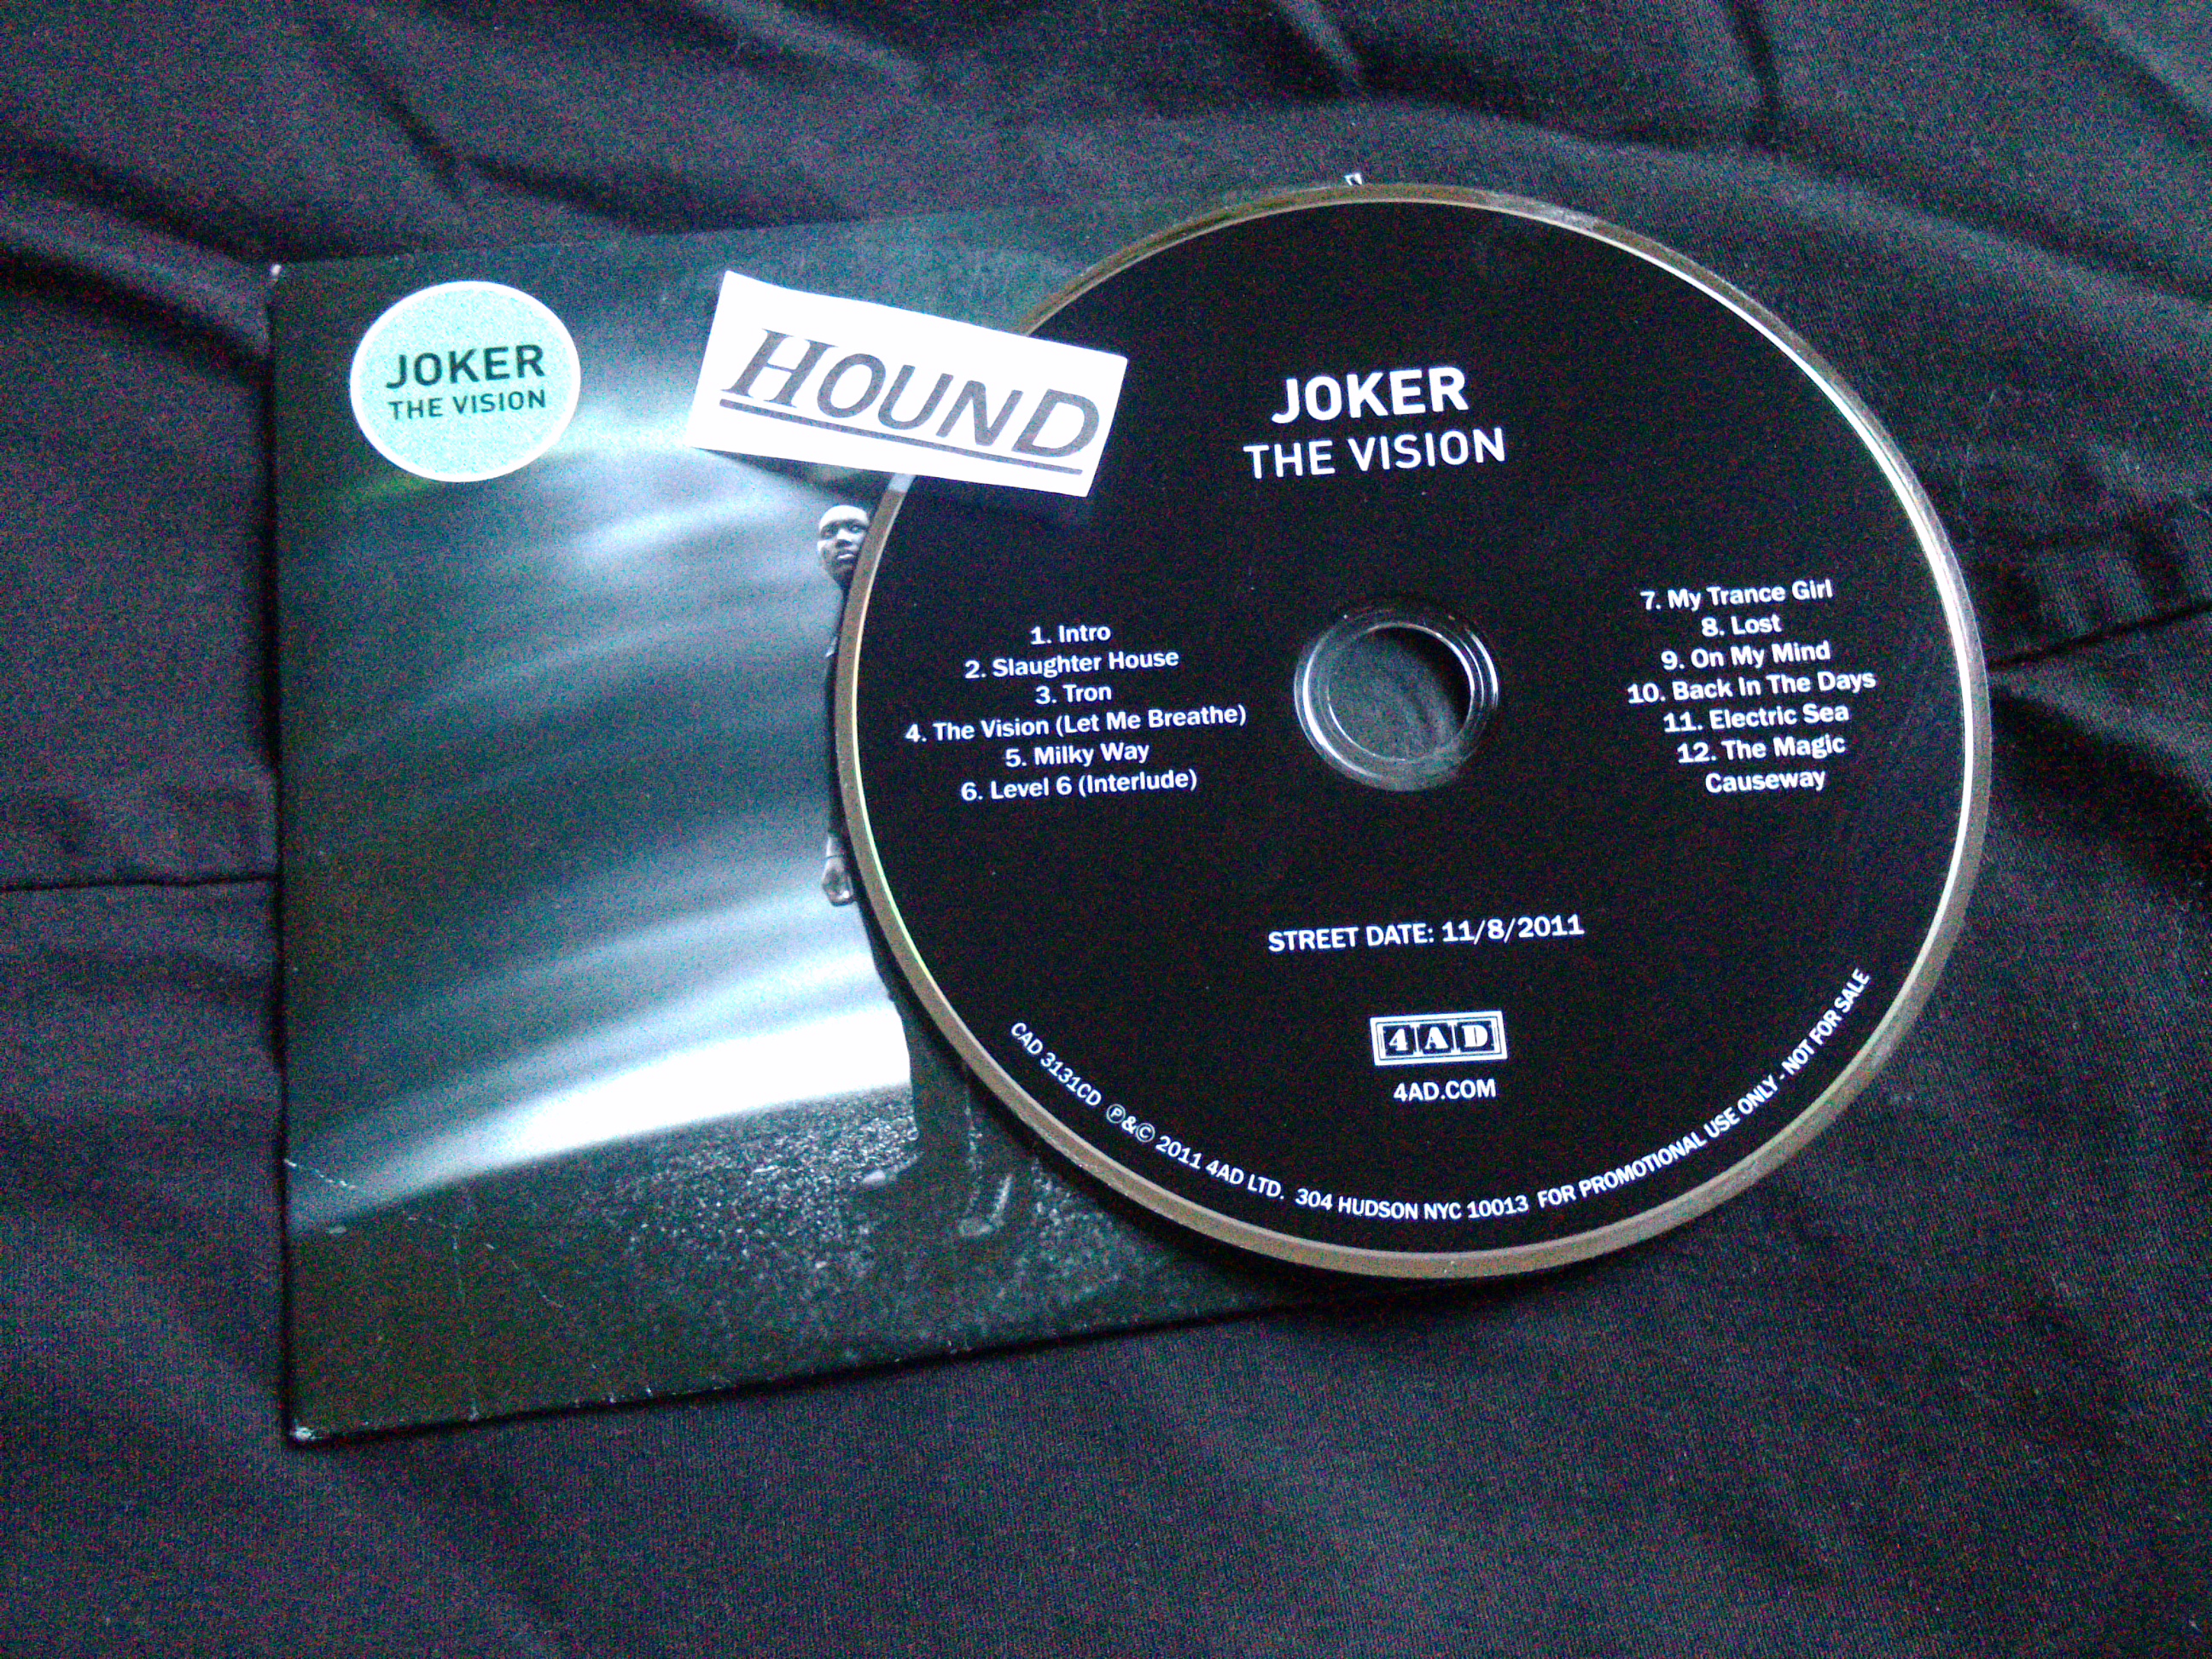 JOKER
THE VISION
HOUND
JOKER
THE VISION
1. Intro
2. Slaughter House
3. Tron
4. The Vision (Let Me Breathe)
5. Milky Way
6. Level 6 (Interlude)
7. My Trance Girl
8. Lost
9. On My Mind
10. Back In The Days
11. Electric Sea
12. The Magic
Causeway
STREET DATE: 11/8/2011
4AD
4AD.COM
CAD 3131CD ℗&© 2011 4AD LTD. 304 HUDSON NYC 10013 FOR PROMOTIONAL USE ONLY - NOT FOR SALE